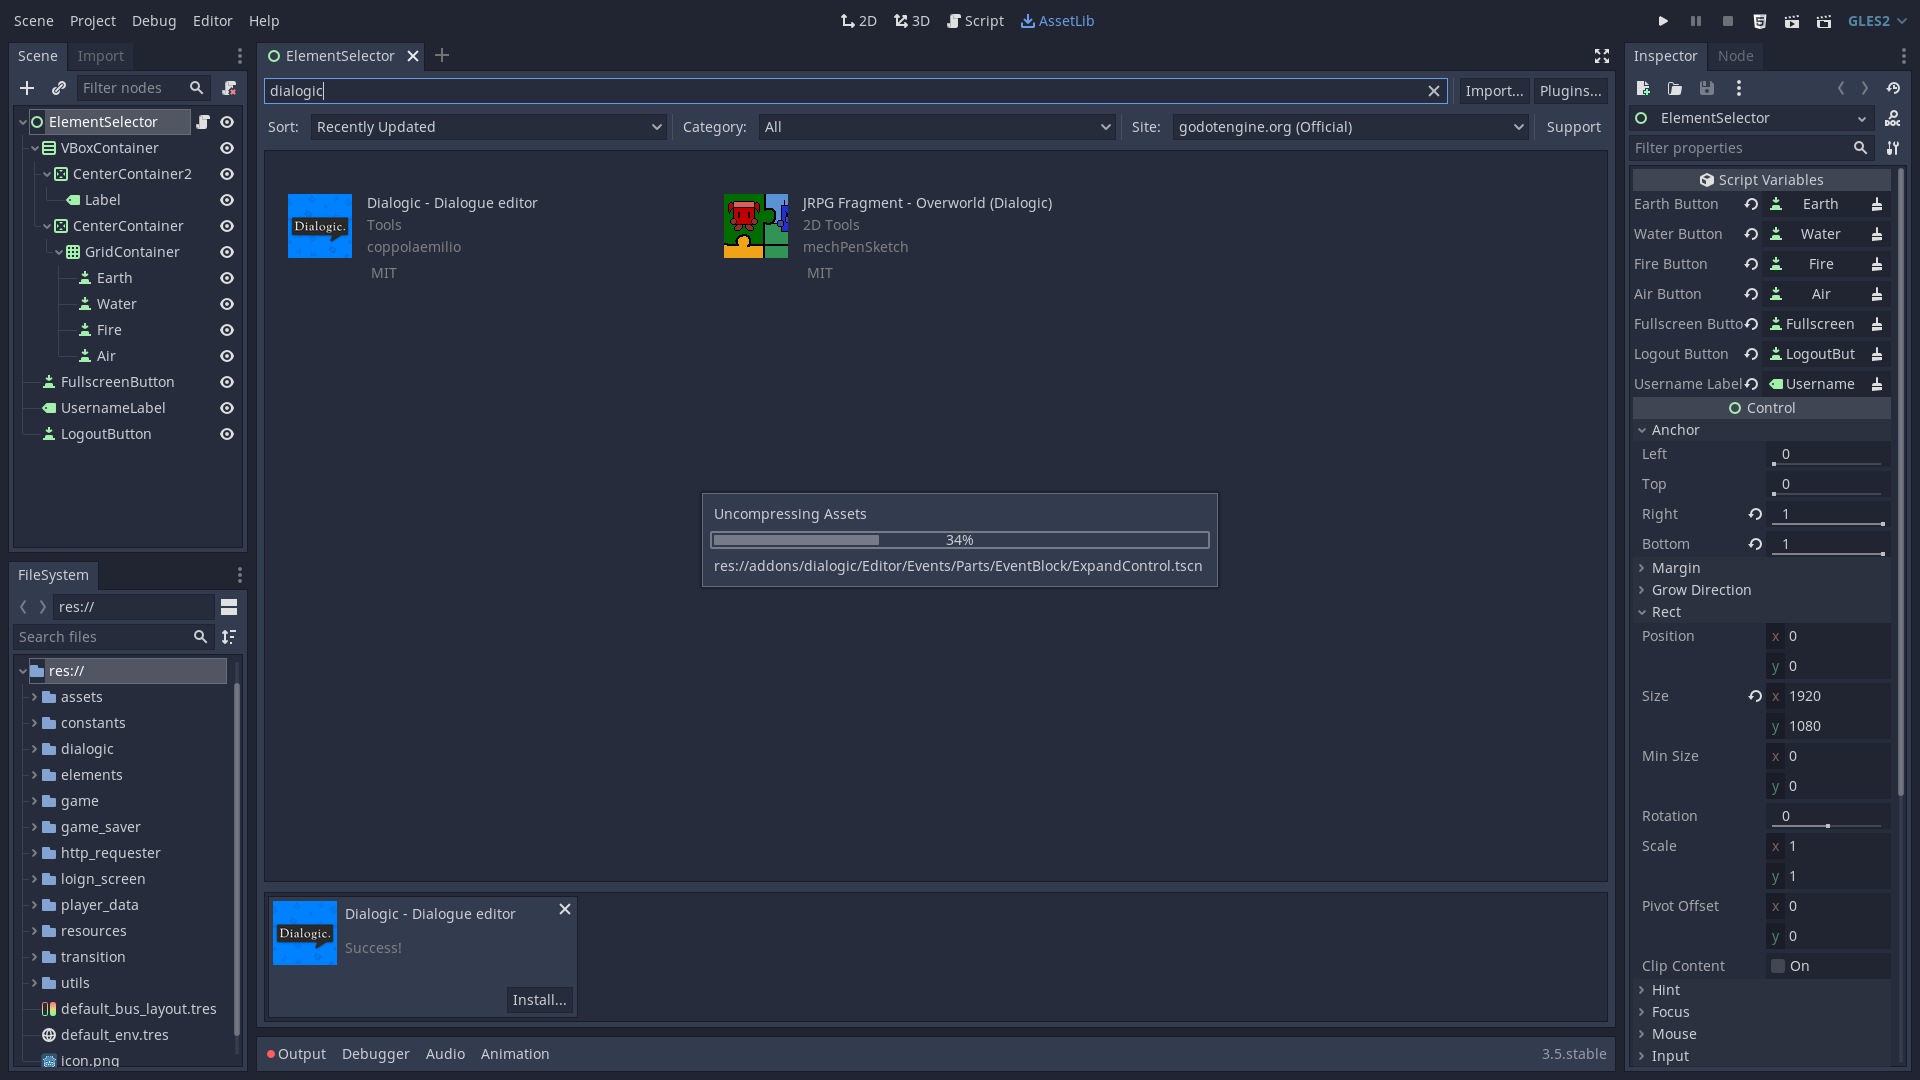 Scene Project Debug Editor Help
2D 3D Script AssetLib
GLES2
Scene Import
Filter nodes
ElementSelector
VBoxContainer
CenterContainer2
Label
CenterContainer
GridContainer
Earth
Water
Fire
Air
FullscreenButton
UsernameLabel
LogoutButton
FileSystem
res://
Search files
res://
assets
constants
dialogic
elements
game
game_saver
http_requester
loign_screen
player_data
resources
transition
utils
default_bus_layout.tres
default_env.tres
icon.png
ElementSelector
dialogic
Import... Plugins...
Sort: Recently Updated Category: All Site: godotengine.org (Official) Support
Dialogic.
Dialogic - Dialogue editor
Tools
coppolaemilio
MIT
JRPG Fragment - Overworld (Dialogic)
2D Tools
mechPenSketch
MIT
Uncompressing Assets
34%
res://addons/dialogic/Editor/Events/Parts/EventBlock/ExpandControl.tscn
Dialogic.
Dialogic - Dialogue editor
Success!
Install...
Output Debugger Audio Animation
3.5.stable
Inspector Node
ElementSelector
Filter properties
Script Variables
Earth Button Earth
Water Button Water
Fire Button Fire
Air Button Air
Fullscreen Butto Fullscreen
Logout Button LogoutBut
Username Label Username
Control
Anchor
Left 0
Top 0
Right 1
Bottom 1
Margin
Grow Direction
Rect
Position x 0
y 0
Size x 1920
y 1080
Min Size x 0
y 0
Rotation 0
Scale x 1
y 1
Pivot Offset x 0
y 0
Clip Content On
Hint
Focus
Mouse
Input